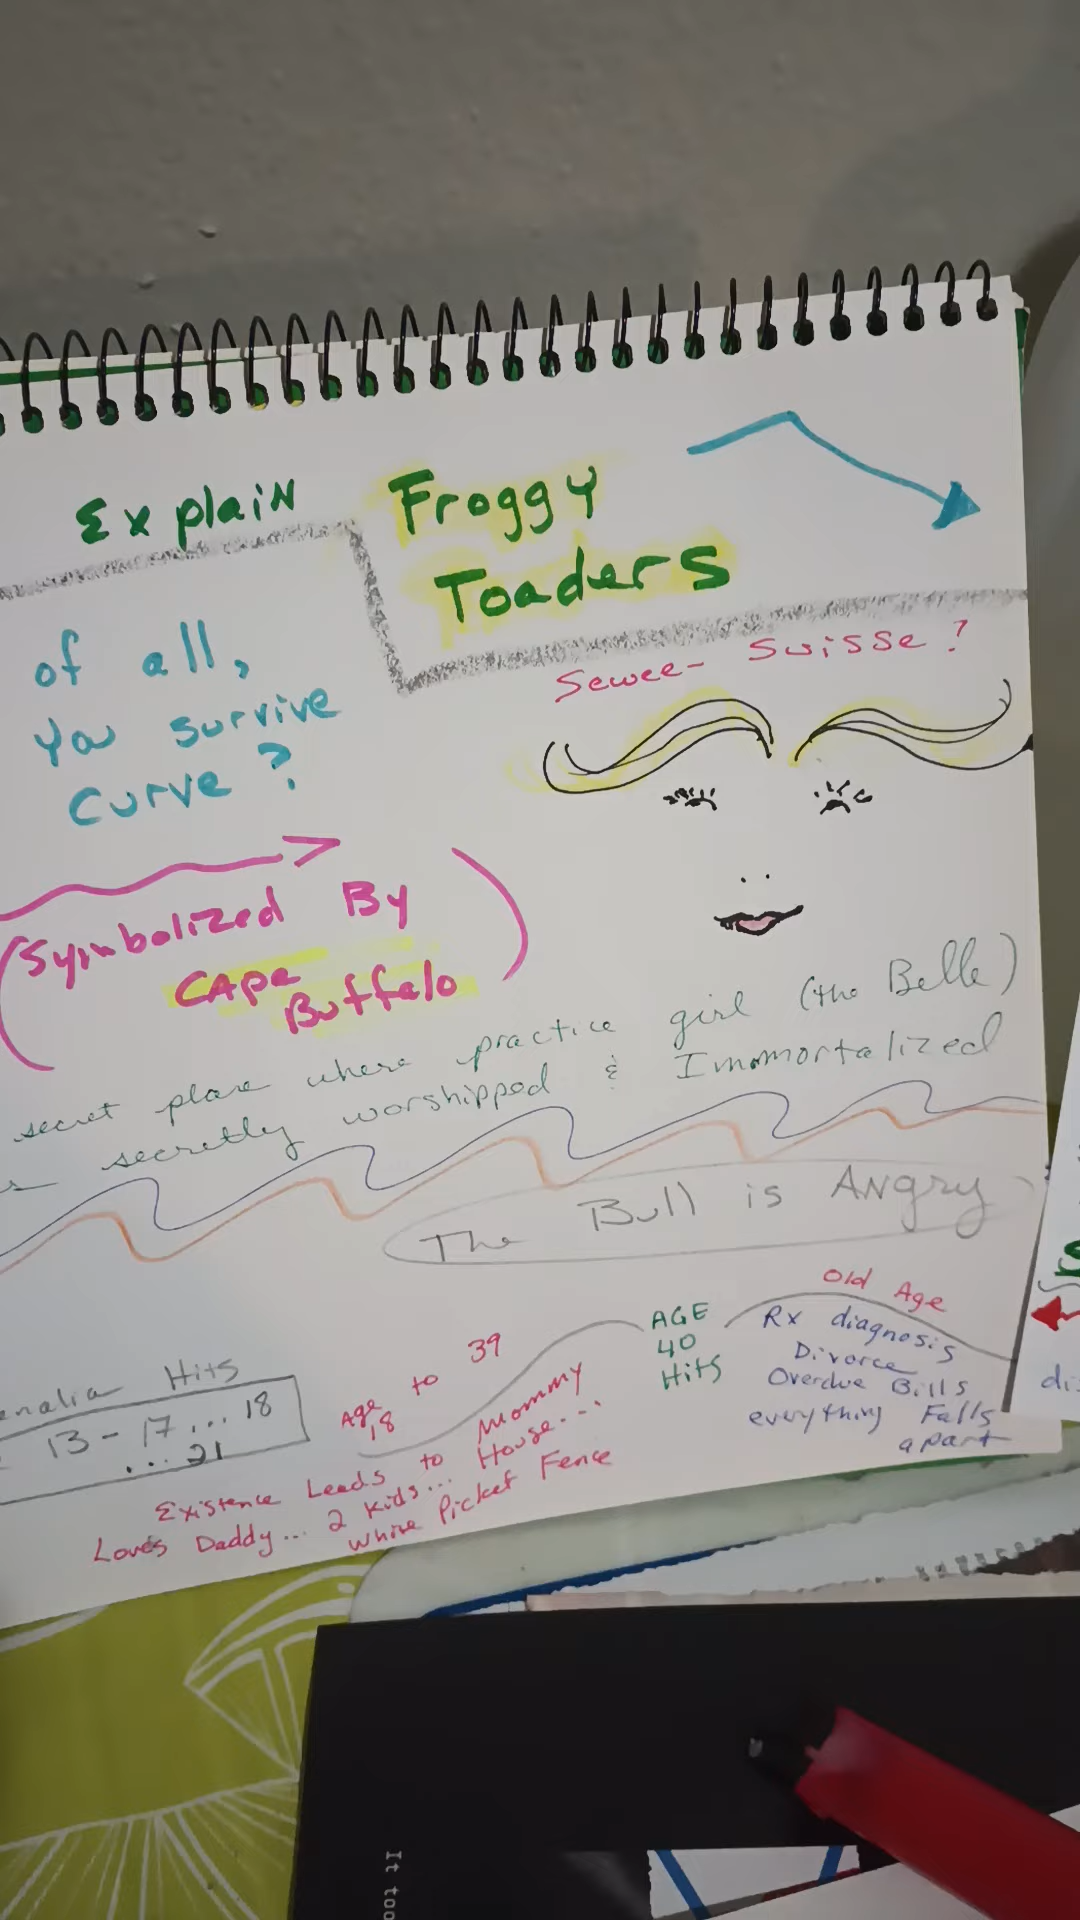 Explain
Froggy
Toaders
Sewee- Suisse?
of all,
you survive
curve?
(Symbolized By
Cape
Buffalo)
secret place where practice girl (the Belle)
secretly worshipped & Immortalized
The Bull is Angry
enalia Hits
13-17...18
...21
Age
18 to 39
Existence Leads to Mommy
Loves Daddy... 2 Kids... House...
White Picket Fence
AGE
40
Hits
Old Age
Rx diagnosis
Divorce
Overdue Bills
everything Falls
apart
It too